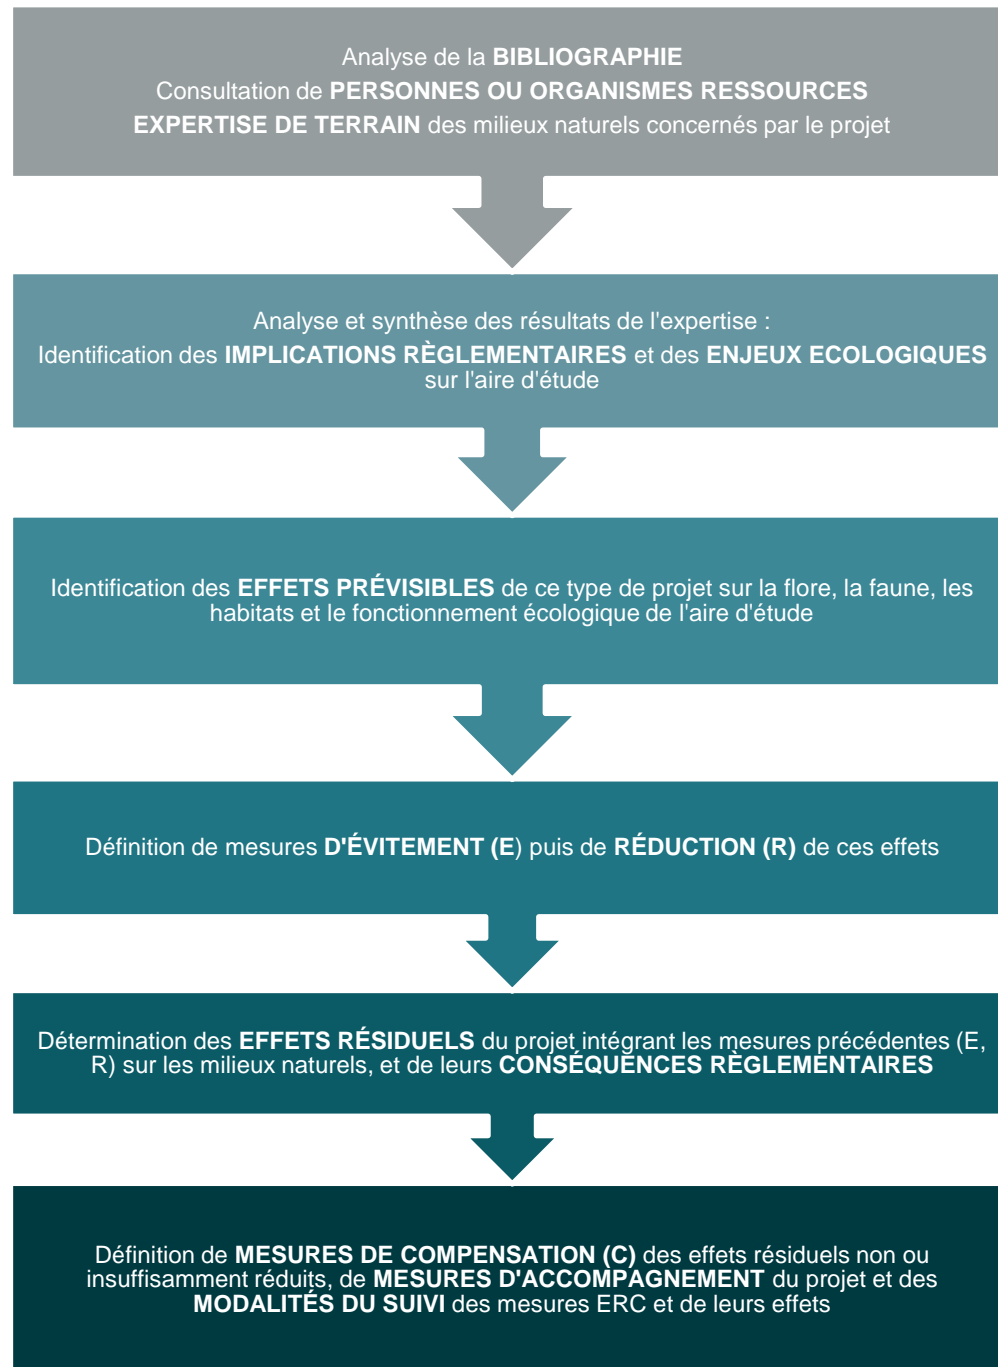 Analyse de la BIBLIOGRAPHIE
Consultation de PERSONNES OU ORGANISMES RESSOURCES
EXPERTISE DE TERRAIN des milieux naturels concernés par le projet
Analyse et synthèse des résultats de l'expertise :
Identification des IMPLICATIONS RÈGLEMENTAIRES et des ENJEUX ECOLOGIQUES
sur l'aire d'étude
Identification des EFFETS PRÉVISIBLES de ce type de projet sur la flore, la faune, les
habitats et le fonctionnement écologique de l'aire d'étude
Définition de mesures D'ÉVITEMENT (E) puis de RÉDUCTION (R) de ces effets
Détermination des EFFETS RÉSIDUELS du projet intégrant les mesures précédentes (E,
R) sur les milieux naturels, et de leurs CONSÉQUENCES RÈGLEMENTAIRES
Définition de MESURES DE COMPENSATION (C) des effets résiduels non ou
insuffisamment réduits, de MESURES D'ACCOMPAGNEMENT du projet et des
MODALITÉS DU SUIVI des mesures ERC et de leurs effets